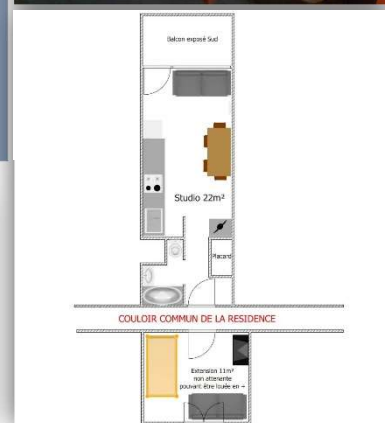 Balcon exposé Sud
Studio 22m²
Placard
COULOIR COMMUN DE LA RESIDENCE
Extension 11m²
non attenante
pouvant être louée en +